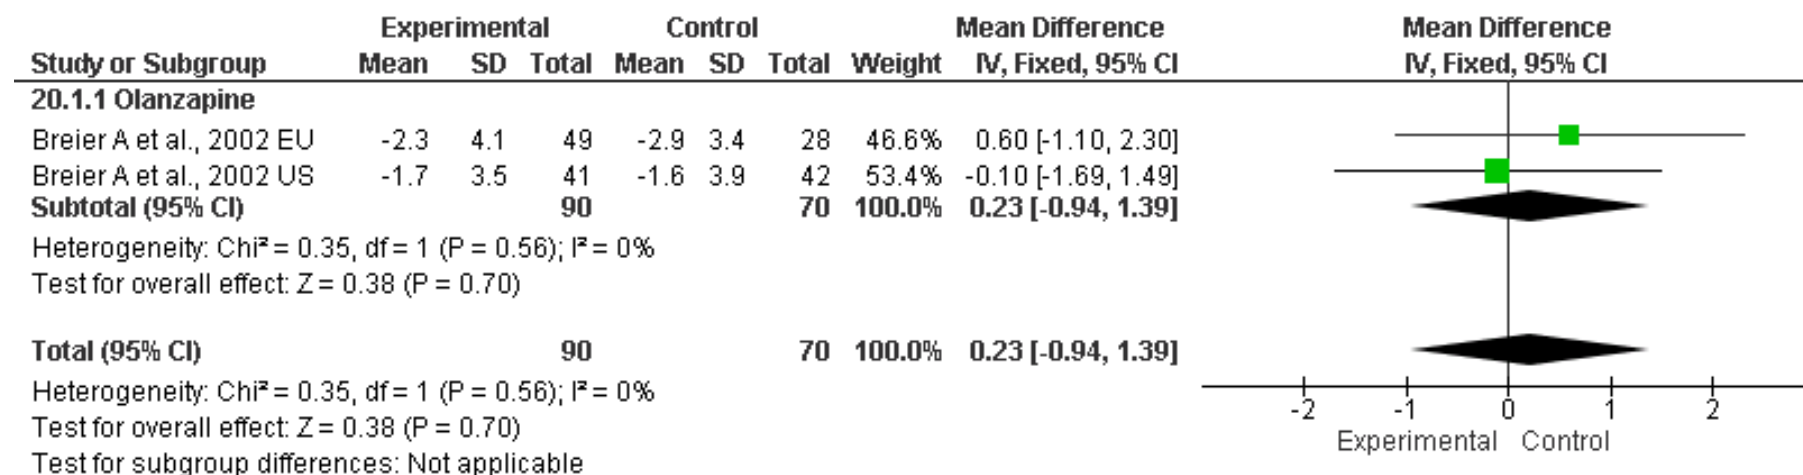 Experimental Control Mean Difference Mean Difference
Study or Subgroup Mean SD Total Mean SD Total Weight IV, Fixed, 95% CI IV, Fixed, 95% CI
20.1.1 Olanzapine
Breier A et al., 2002 EU -2.3 4.1 49 -2.9 3.4 28 46.6% 0.60 [-1.10, 2.30]
Breier A et al., 2002 US -1.7 3.5 41 -1.6 3.9 42 53.4% -0.10 [-1.69, 1.49]
Subtotal (95% CI) 90 70 100.0% 0.23 [-0.94, 1.39]
Heterogeneity: Chi² = 0.35, df = 1 (P = 0.56); I² = 0%
Test for overall effect: Z = 0.38 (P = 0.70)
Total (95% CI) 90 70 100.0% 0.23 [-0.94, 1.39]
Heterogeneity: Chi² = 0.35, df = 1 (P = 0.56); I² = 0%
Test for overall effect: Z = 0.38 (P = 0.70)
Test for subgroup differences: Not applicable
-2 -1 0 1 2
Experimental Control